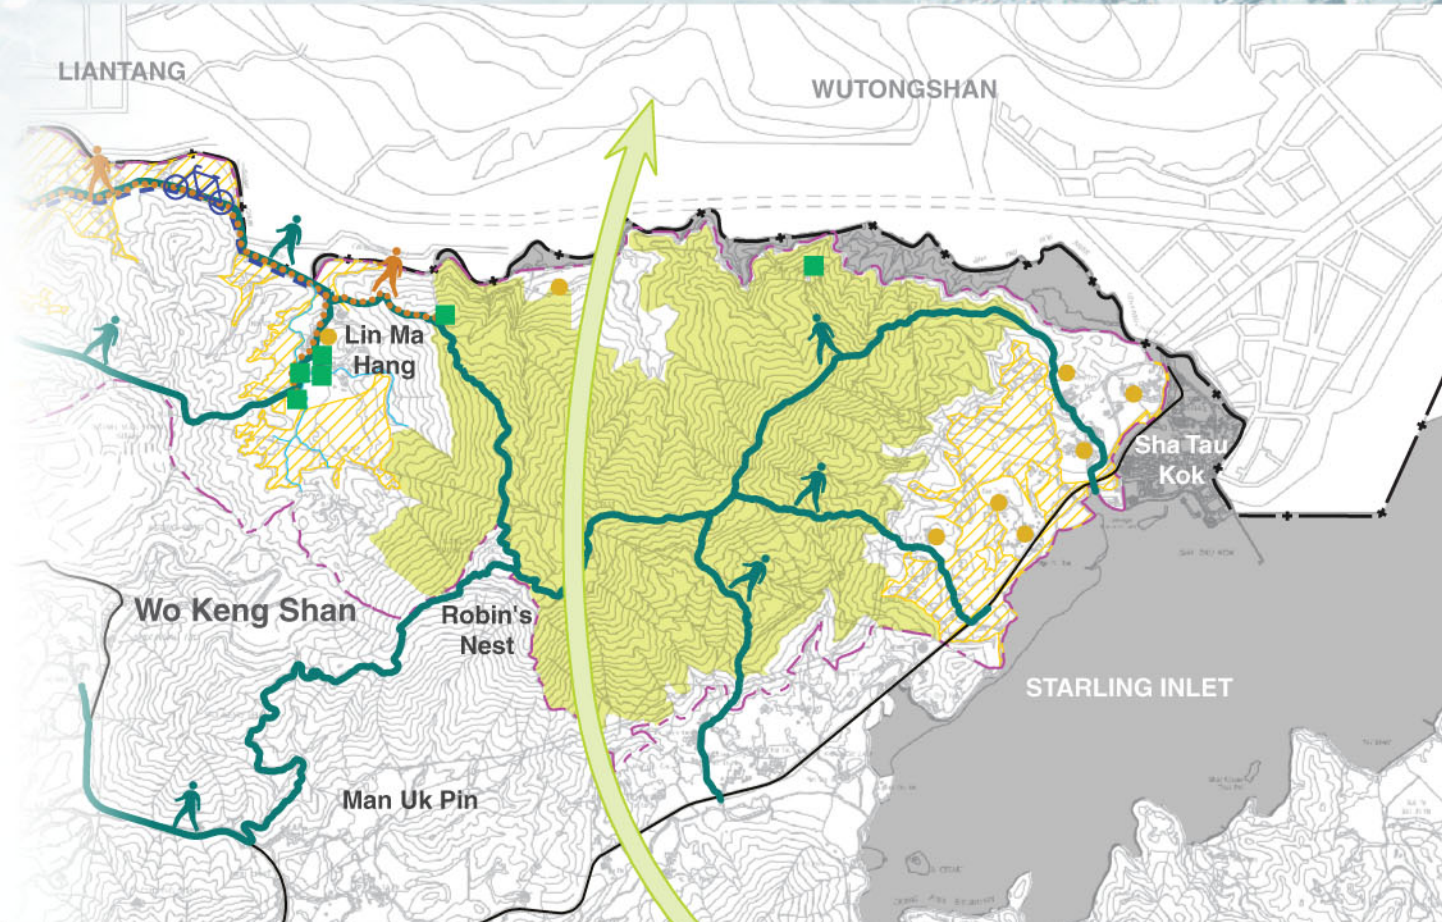 LIANTANG
WUTONGSHAN
Lin Ma
Hang
Sha Tau
Kok
Wo Keng Shan
Robin's
Nest
STARLING INLET
Man Uk Pin